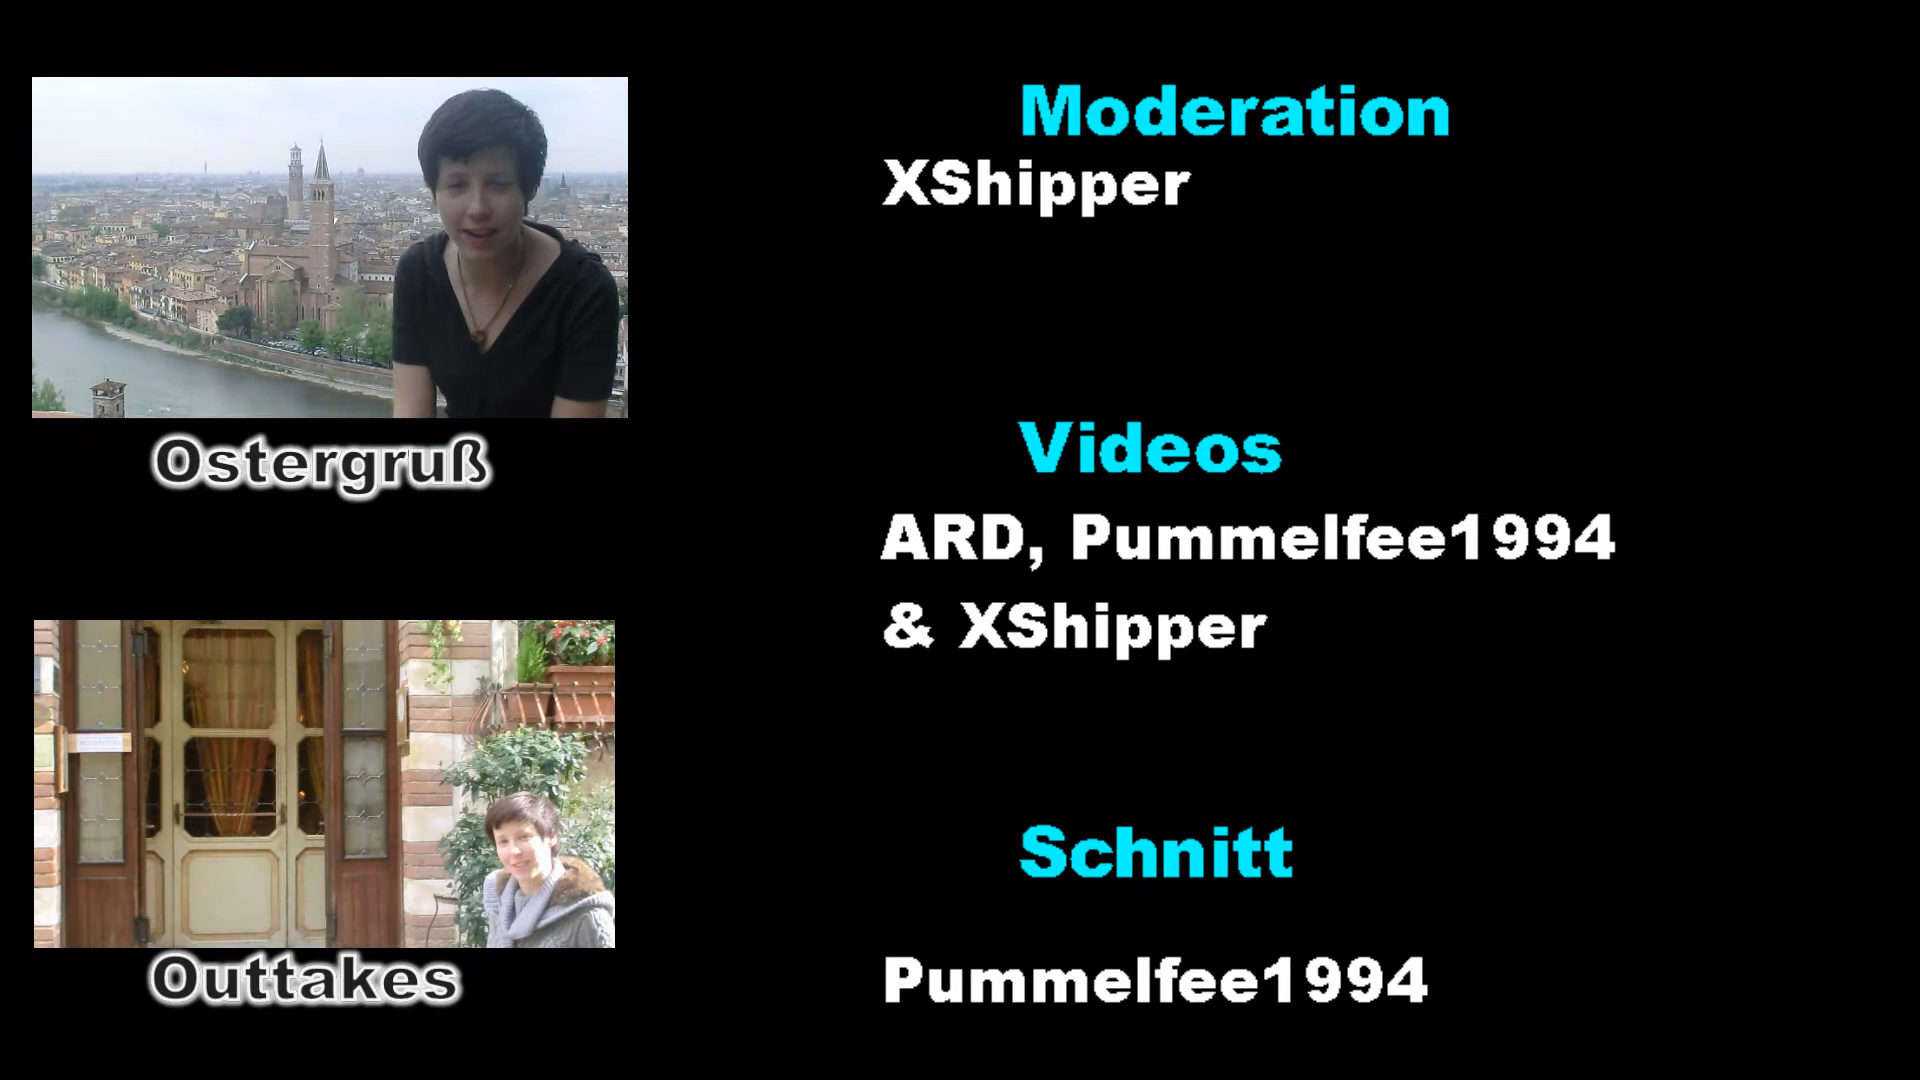 Moderation
XShipper
Ostergruß
Videos
ARD, Pummelfee1994
& XShipper
Schnitt
Outtakes
Pummelfee1994